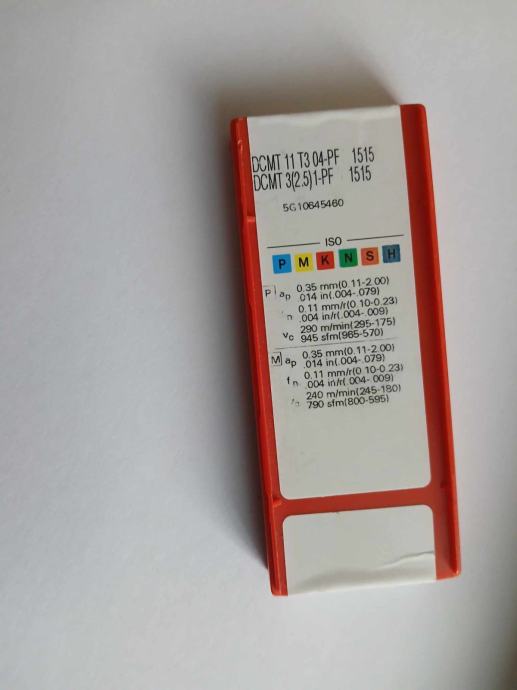 DCMT 11 T3 04-PF 1515
DCMT 3(2.5)1-PF 1515
5G10645460
ISO
P M K N S H
P ap 0.35 mm(0.11-2.00)
.014 in(.004-.079)
n 0.11 mm/r(0.10-0.23)
.004 in/r(.004-.009)
vc 290 m/min(295-175)
945 sfm(965-570)
M ap 0.35 mm(0.11-2.00)
.014 in(.004-.079)
fn 0.11 mm/r(0.10-0.23)
.004 in/r(.004-.009)
240 m/min(245-180)
790 sfm(800-595)